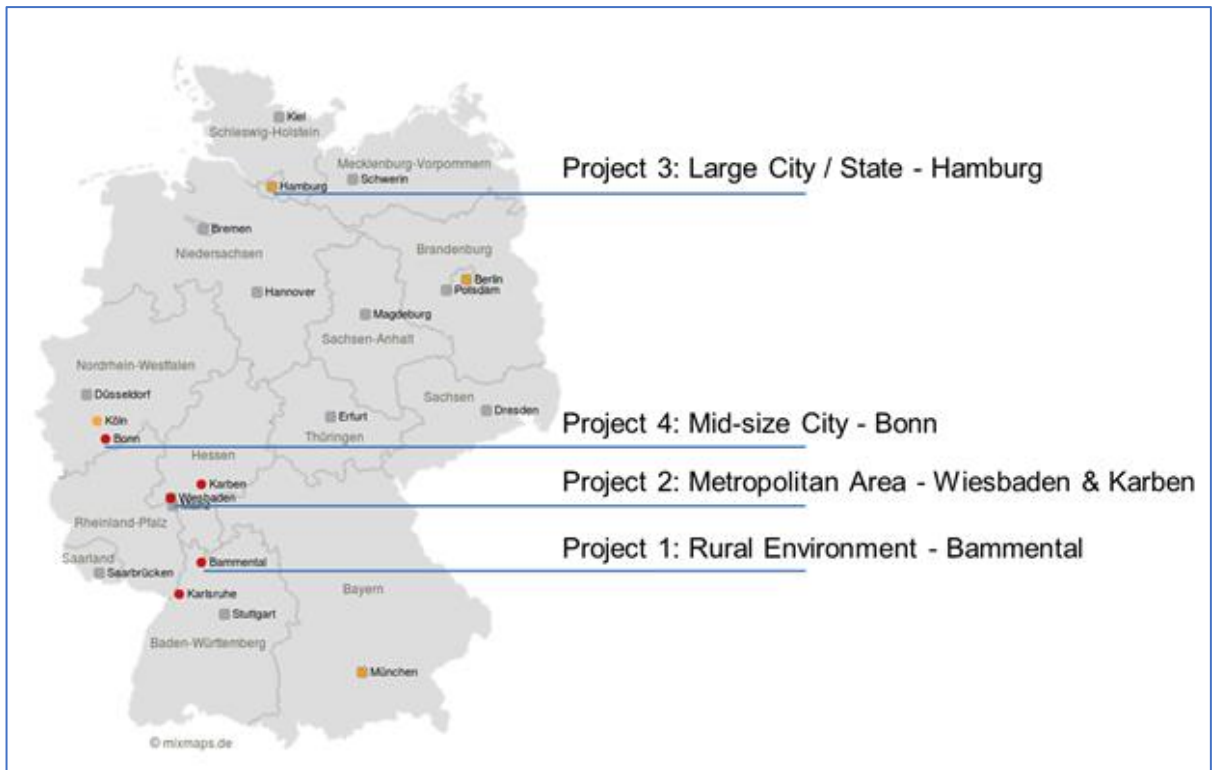 Kiel
Schleswig-Holstein
Mecklenburg-Vorpommern
Schwerin
Project 3: Large City / State - Hamburg
Hamburg
Bremen
Niedersachsen
Brandenburg
Berlin
Potsdam
Hannover
Magdeburg
Sachsen-Anhalt
Nordrhein-Westfalen
Düsseldorf
Sachsen
Dresden
Erfurt
Köln
Project 4: Mid-size City - Bonn
Bonn
Thüringen
Hessen
Karben
Project 2: Metropolitan Area - Wiesbaden & Karben
Wiesbaden
Mainz
Rheinland-Pfalz
Project 1: Rural Environment - Bammental
Saarland
Bammental
Saarbrücken
Karlsruhe
Bayern
Stuttgart
Baden-Württemberg
München
© mixmaps.de